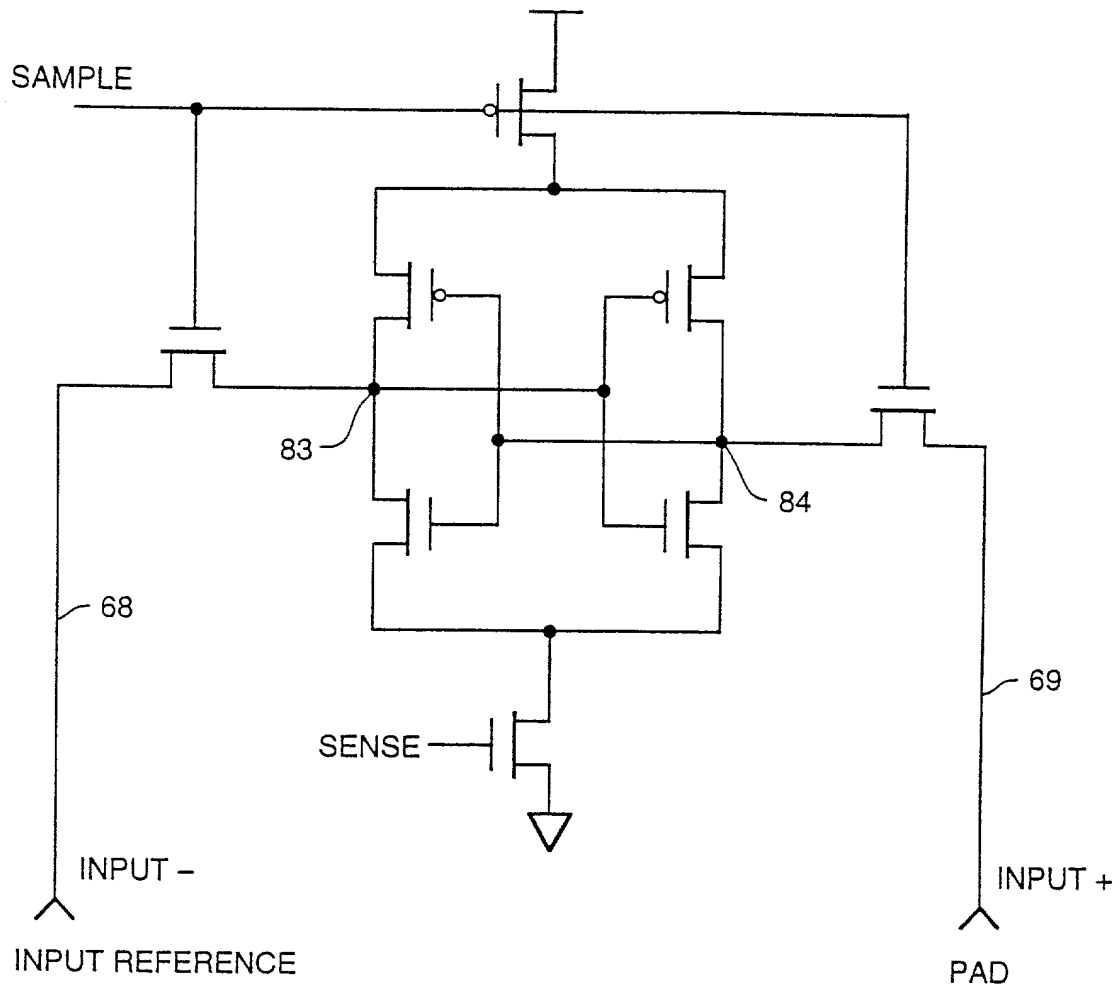 SAMPLE
83
84
68
69
SENSE
INPUT –
INPUT +
INPUT REFERENCE
PAD